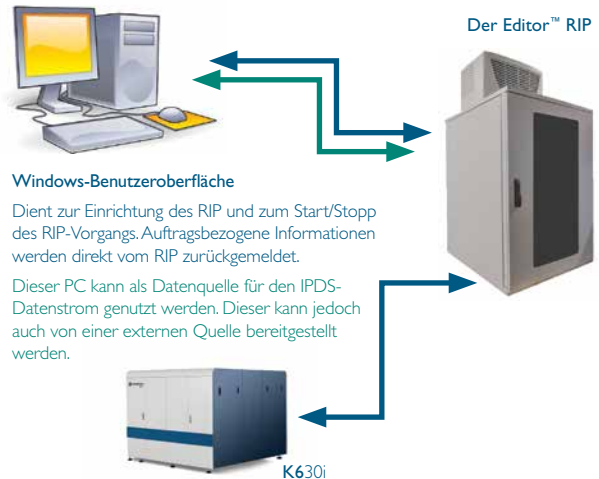 Der Editor™ RIP
Windows-Benutzeroberfläche
Dient zur Einrichtung des RIP und zum Start/Stopp
des RIP-Vorgangs. Auftragsbezogene Informationen
werden direkt vom RIP zurückgemeldet.
Dieser PC kann als Datenquelle für den IPDS-
Datenstrom genutzt werden. Dieser kann jedoch
auch von einer externen Quelle bereitgestellt
werden.
K630i